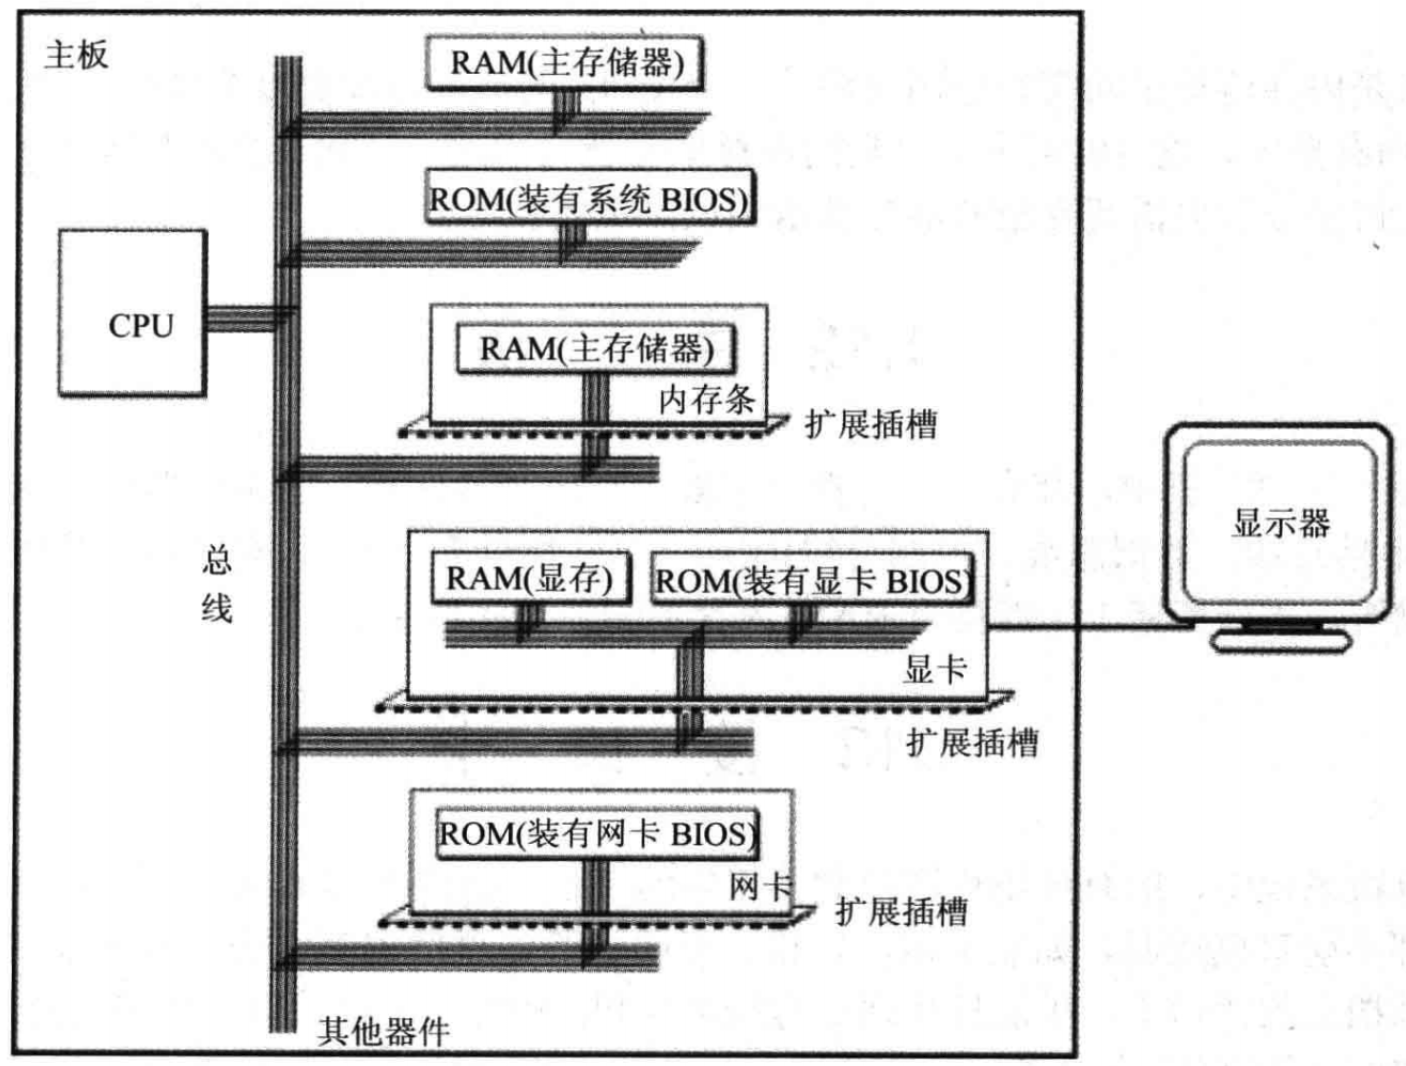 主板
RAM(主存储器)
ROM(装有系统 BIOS)
CPU
RAM(主存储器)
内存条
扩展插槽
总
线
显示器
RAM(显存)
ROM(装有显卡 BIOS)
显卡
扩展插槽
ROM(装有网卡 BIOS)
网卡
扩展插槽
其他器件